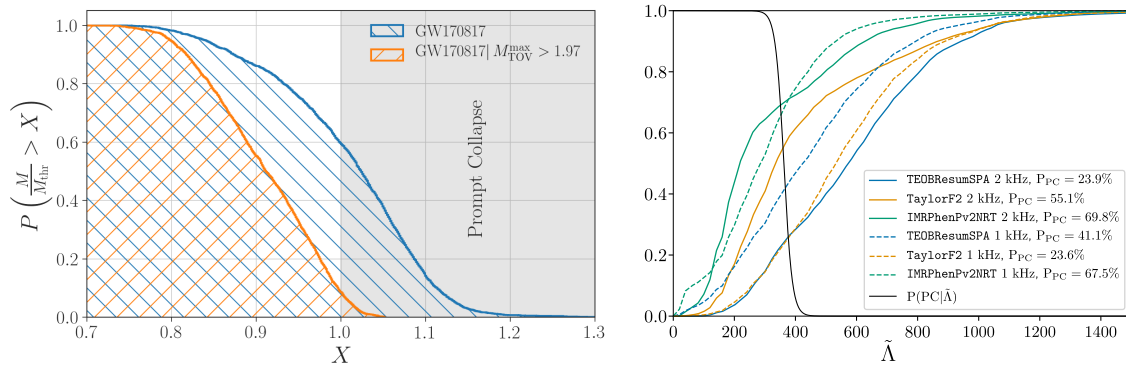 1.0
0.8
0.6
0.4
0.2
0.0
0.7
0.8
0.9
1.0
1.1
1.2
1.3
X
P ( M / M_thr > X )
GW170817
GW170817| M_TOV^max > 1.97
Prompt Collapse
1.0
0.8
0.6
0.4
0.2
0.0
0
200
400
600
800
1000
1200
1400
Λ̃
TEOBResumSPA 2 kHz, P_PC = 23.9%
TaylorF2 2 kHz, P_PC = 55.1%
IMRPhenPv2NRT 2 kHz, P_PC = 69.8%
TEOBResumSPA 1 kHz, P_PC = 41.1%
TaylorF2 1 kHz, P_PC = 23.6%
IMRPhenPv2NRT 1 kHz, P_PC = 67.5%
P(PC|Λ̃)